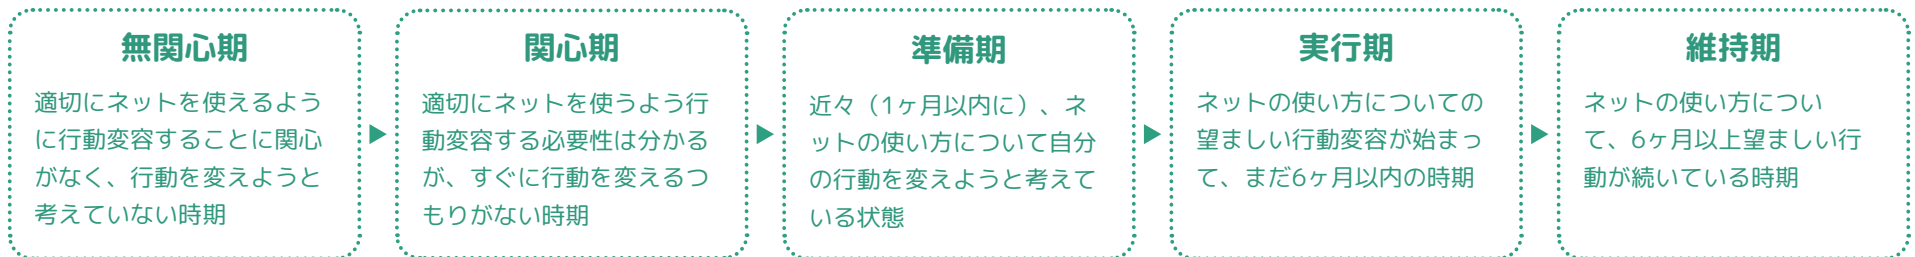 無関心期
適切にネットを使えるよう
に行動変容することに関心
がなく、行動を変えようと
考えていない時期
関心期
適切にネットを使うよう行
動変容する必要性は分かる
が、すぐに行動を変えるつ
もりがない時期
準備期
近々（1ヶ月以内に）、ネ
ットの使い方について自分
の行動を変えようと考えて
いる状態
実行期
ネットの使い方についての
望ましい行動変容が始まっ
て、まだ6ヶ月以内の時期
維持期
ネットの使い方につい
て、6ヶ月以上望ましい行
動が続いている時期